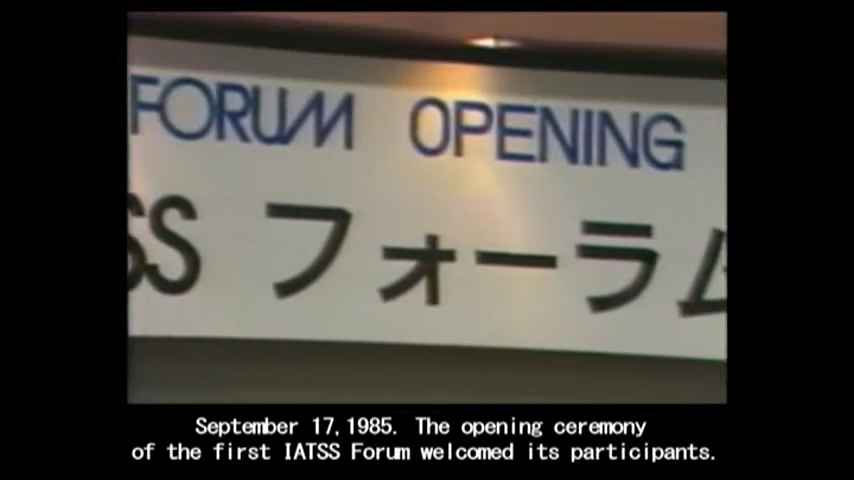 FORUM OPENING
SS フォーラム
September 17,1985. The opening ceremony
of the first IATSS Forum welcomed its participants.